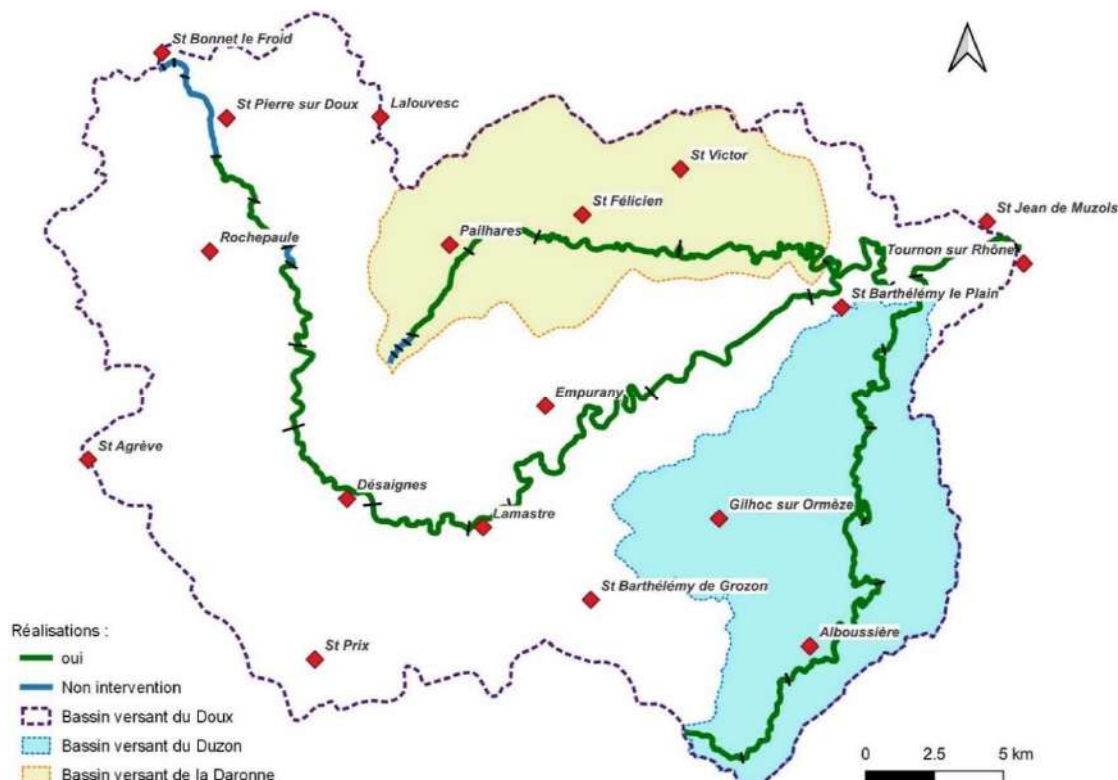 St Bonnet le Froid
St Pierre sur Doux
Lalouvesc
St Victor
St Félicien
St Jean de Muzols
Pailhares
Rochepaule
Tournon sur Rhône
St Barthélémy le Plain
Empurany
St Agrève
Désaignes
Lamastre
Gilhoc sur Ormèze
St Barthélémy de Grozon
Alboussière
St Prix
Réalisations :
oui
Non intervention
Bassin versant du Doux
Bassin versant du Duzon
Bassin versant de la Daronne
0 2.5 5 km